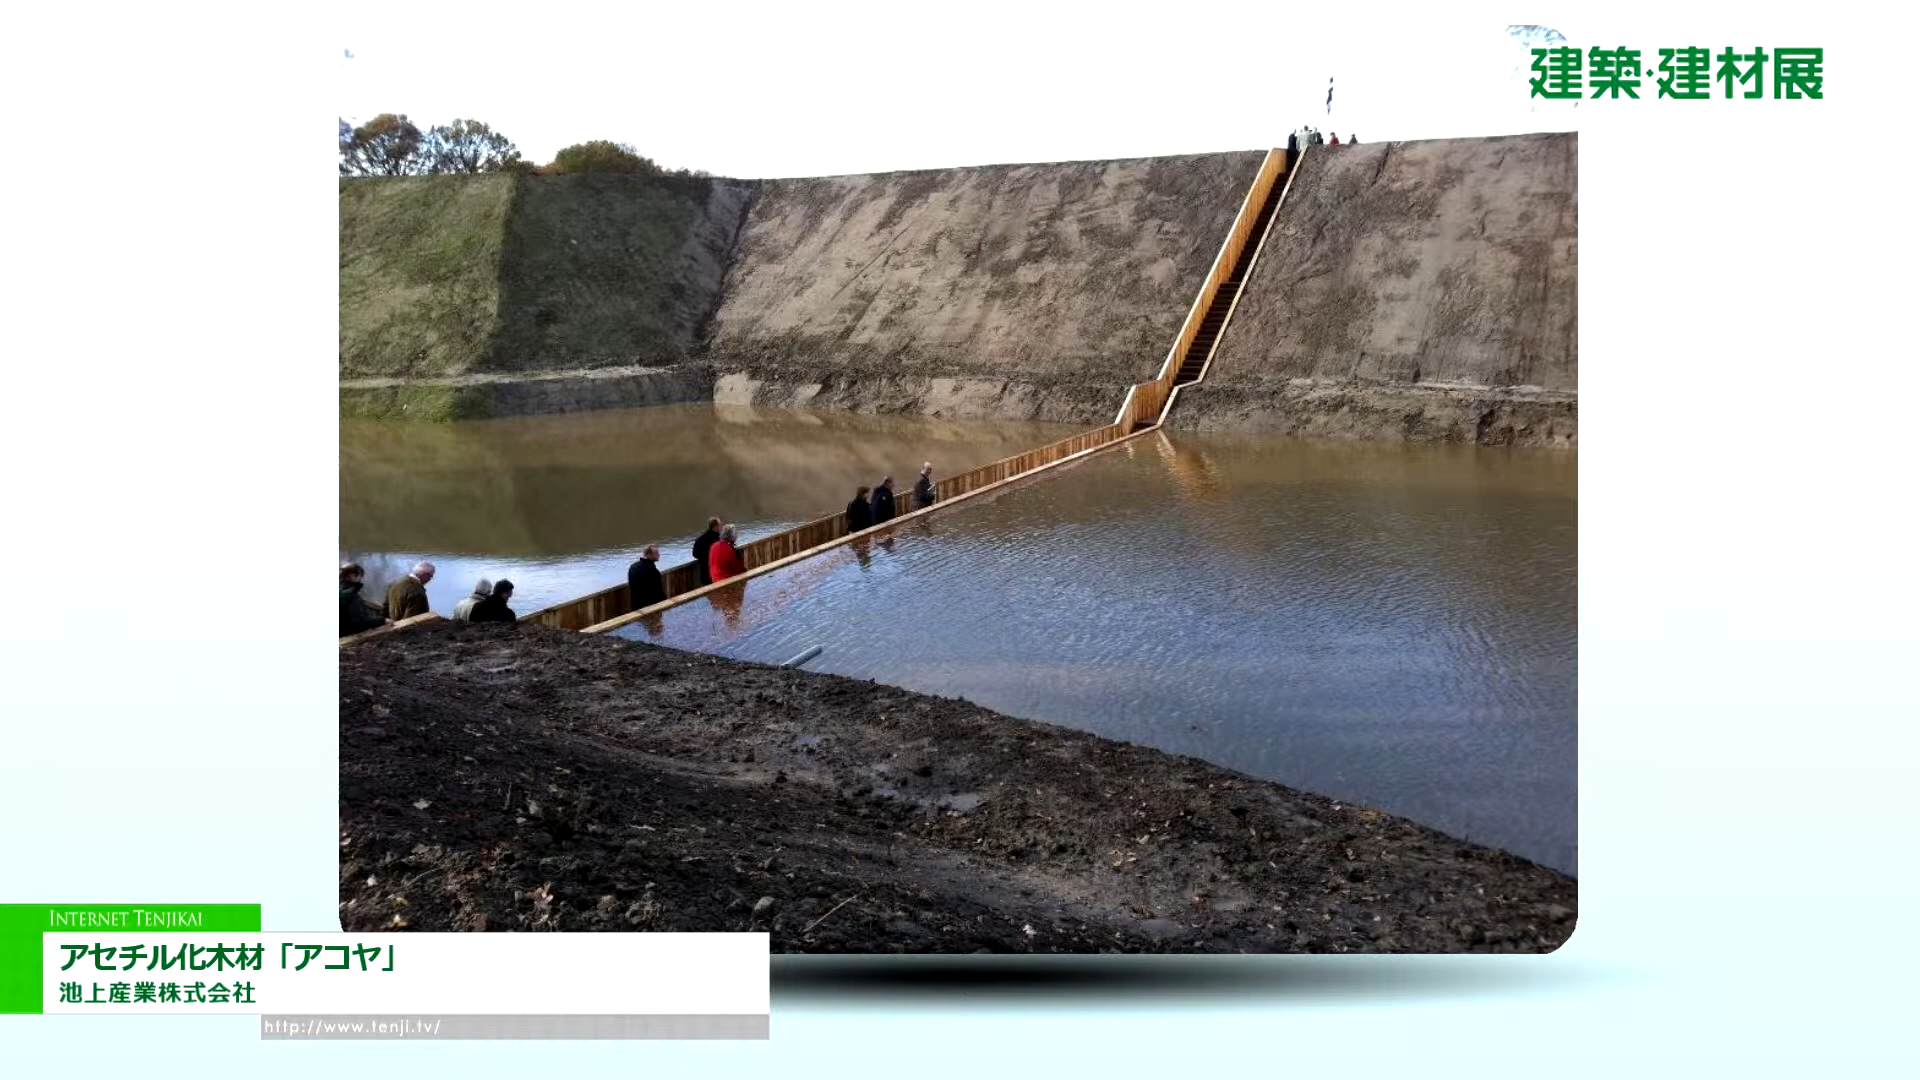 建築・建材展
INTERNET TENJIKAI
アセチル化木材「アコヤ」
池上産業株式会社
http://www.tenji.tv/